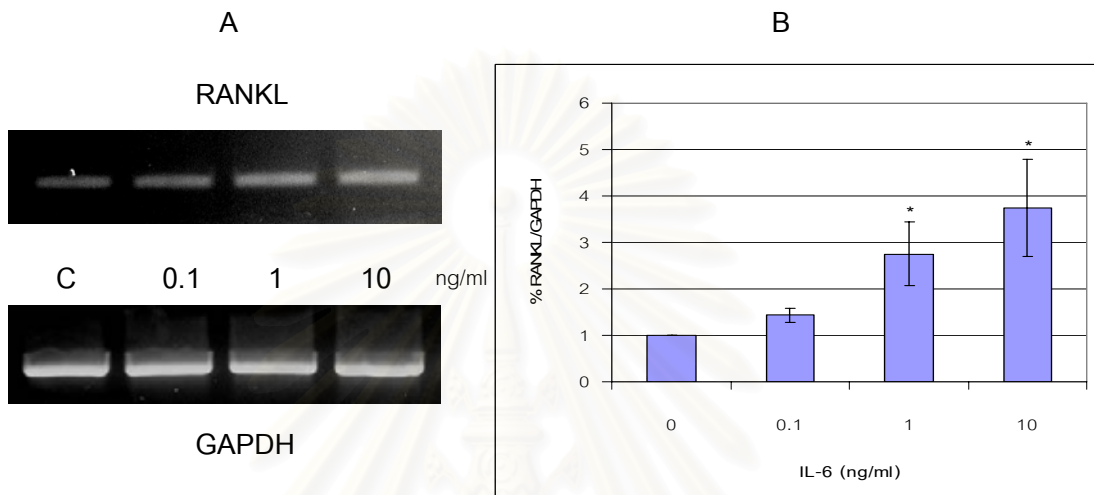 A
RANKL
C 0.1 1 10 ng/ml
GAPDH
B
6
5
4
3
2
1
0
% RANKL/GAPDH
*
*
0 0.1 1 10
IL-6 (ng/ml)